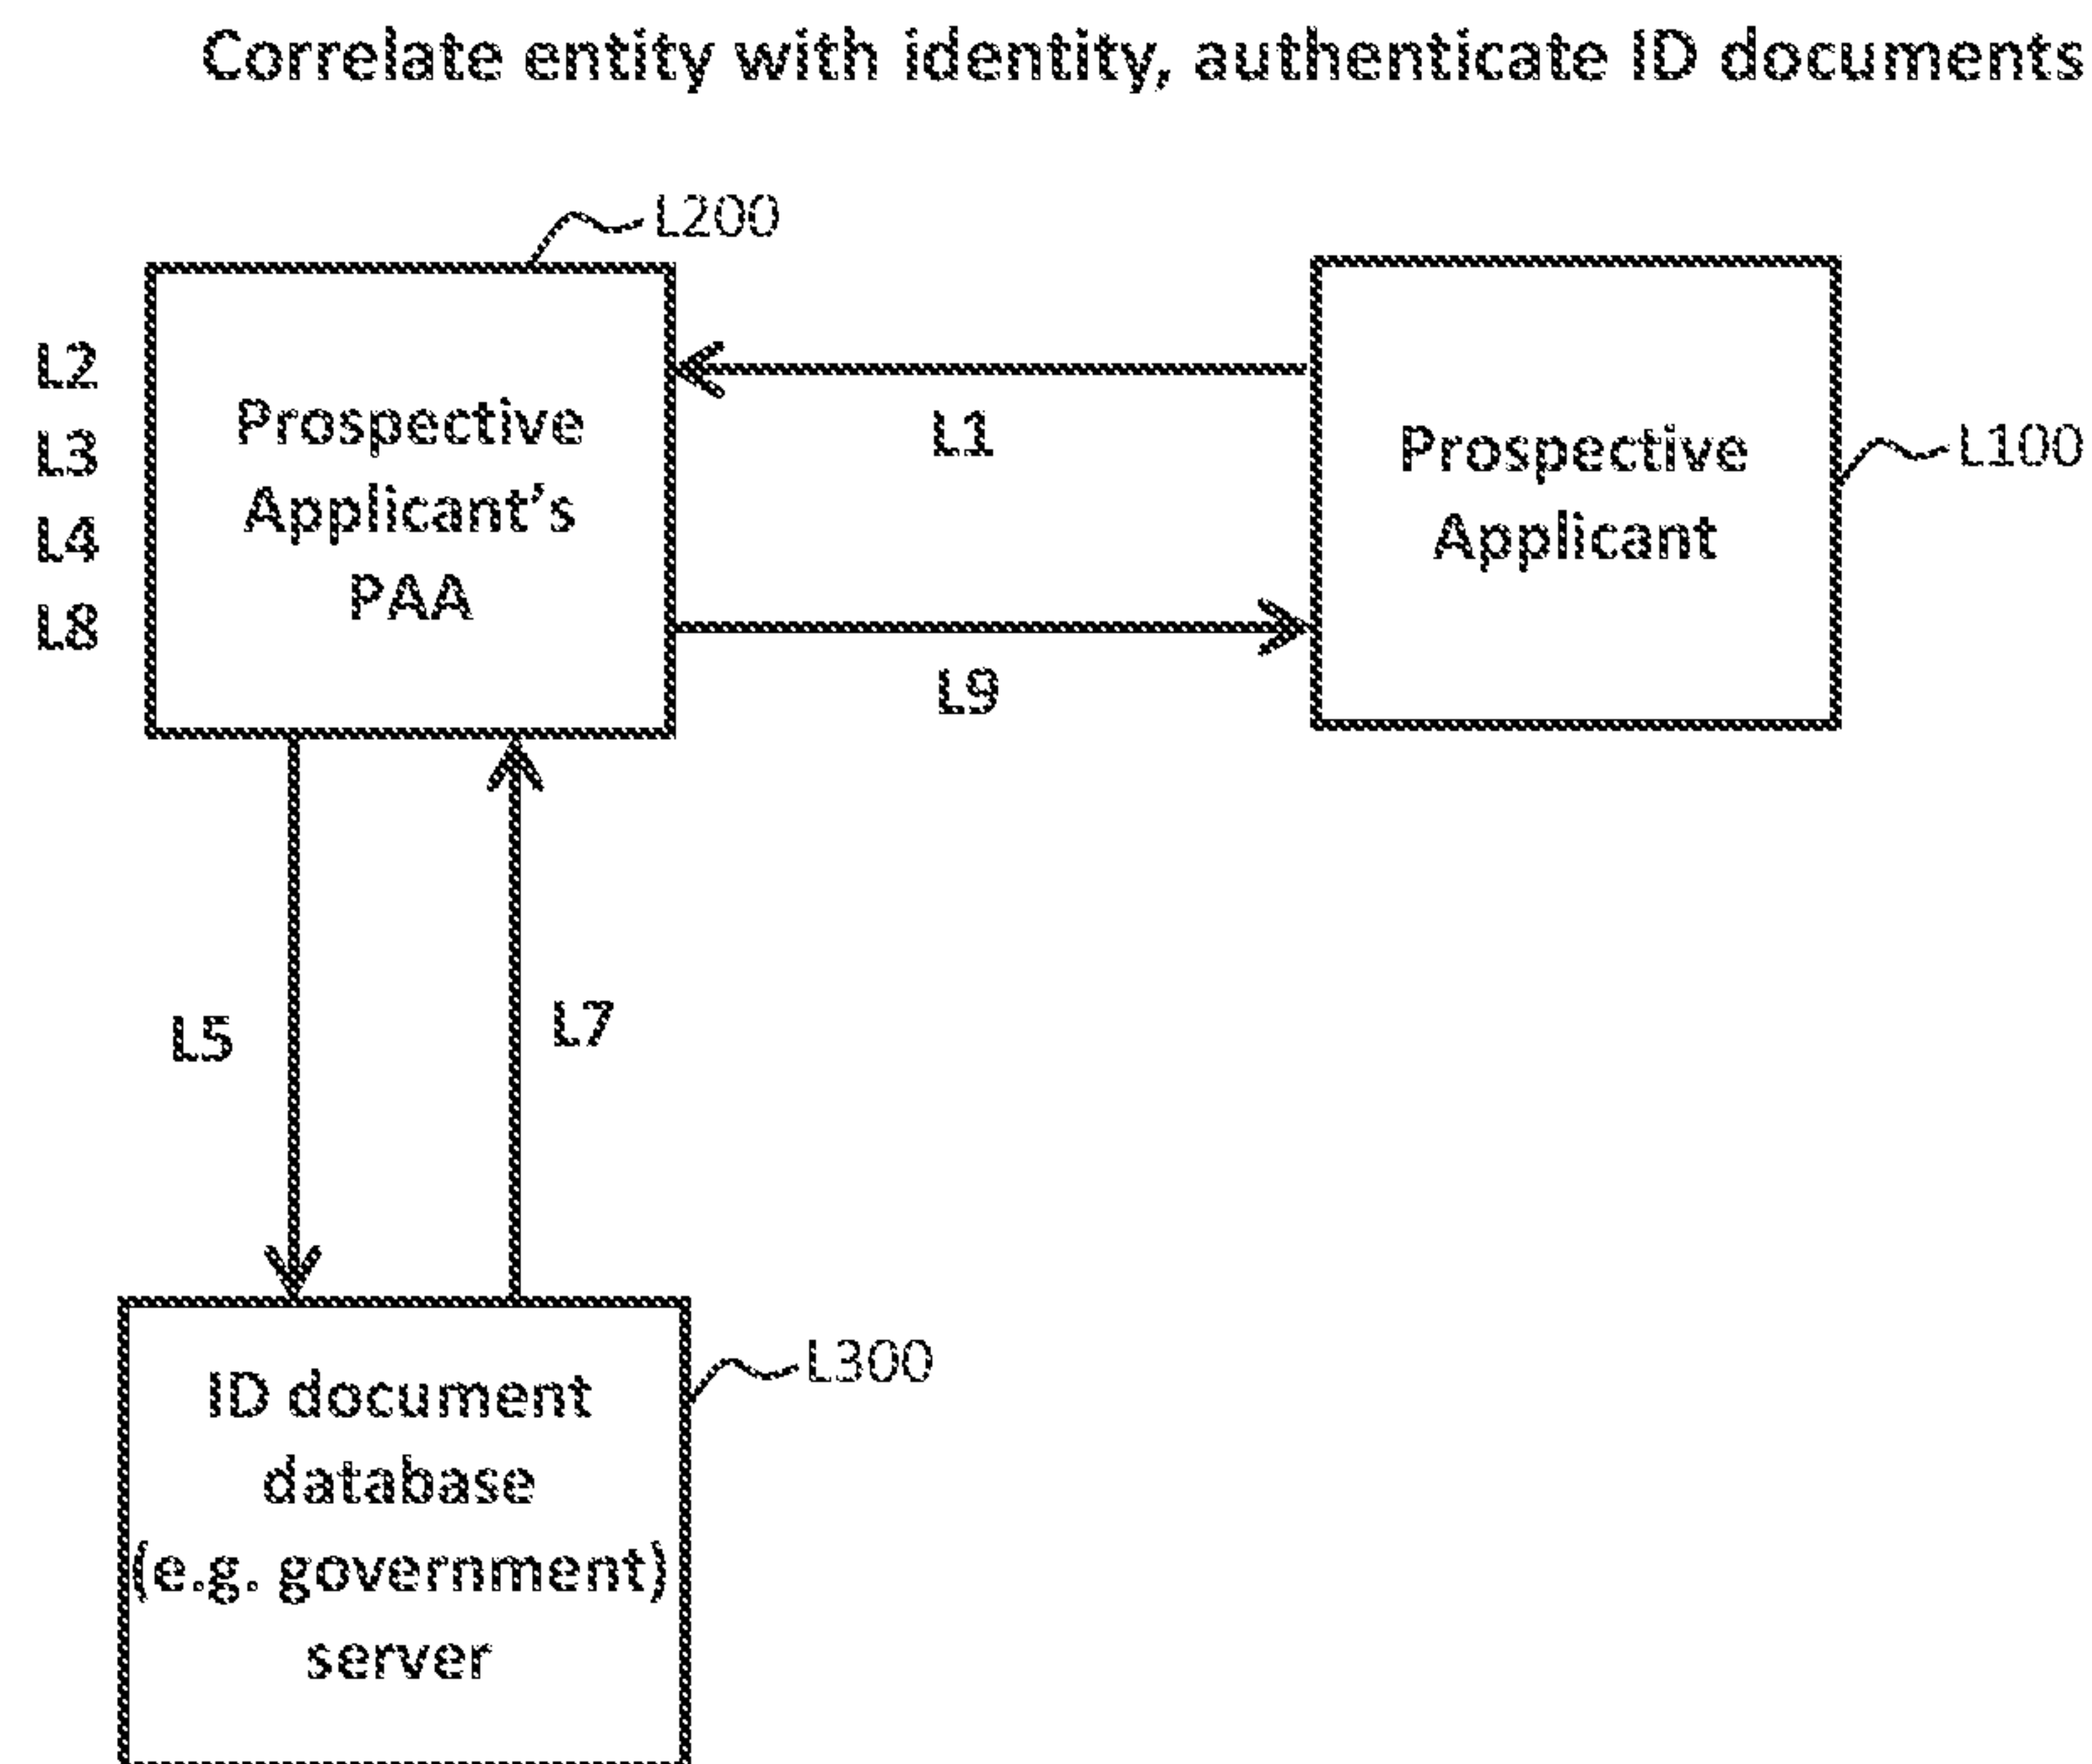 Correlate entity with identity, authenticate ID documents
L200
L2
L3
L4
L8
Prospective
Applicant's
PAA
L1
L9
Prospective
Applicant
L100
L5
L7
ID document
database
(e.g. government)
server
L300